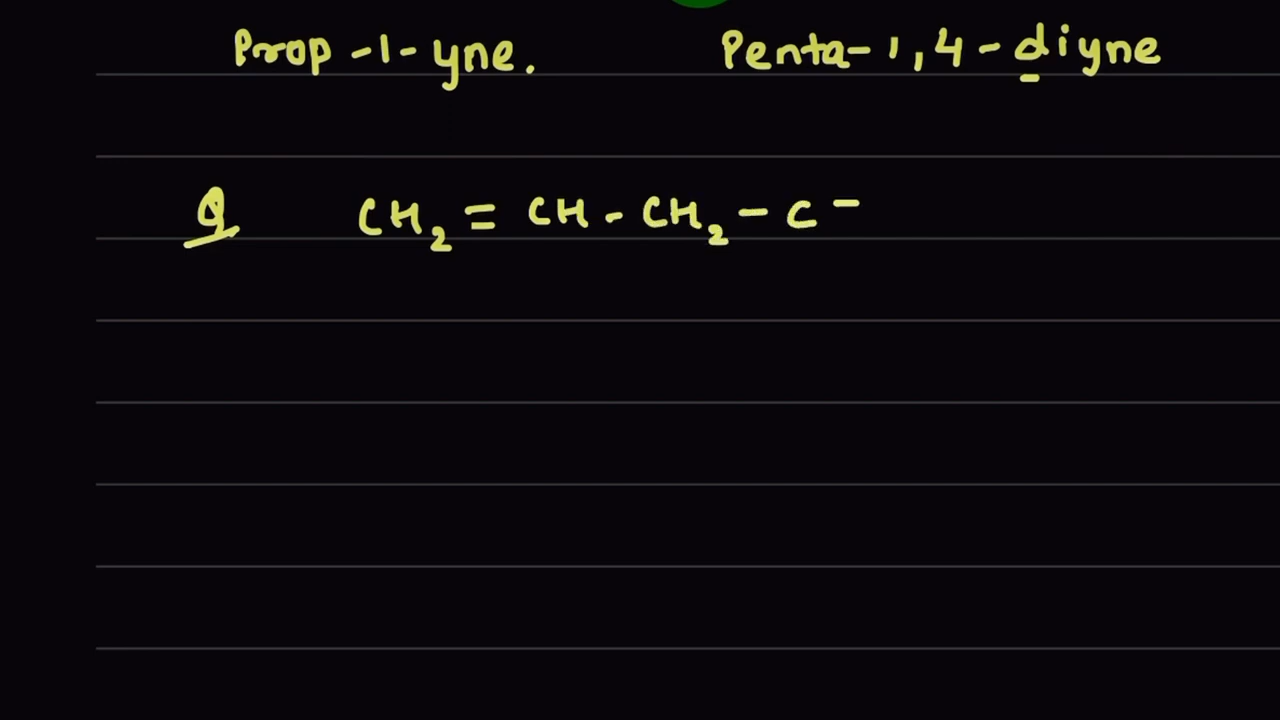 Prop-1-yne. Penta-1,4-diyne
Q CH₂=CH-CH₂-C-